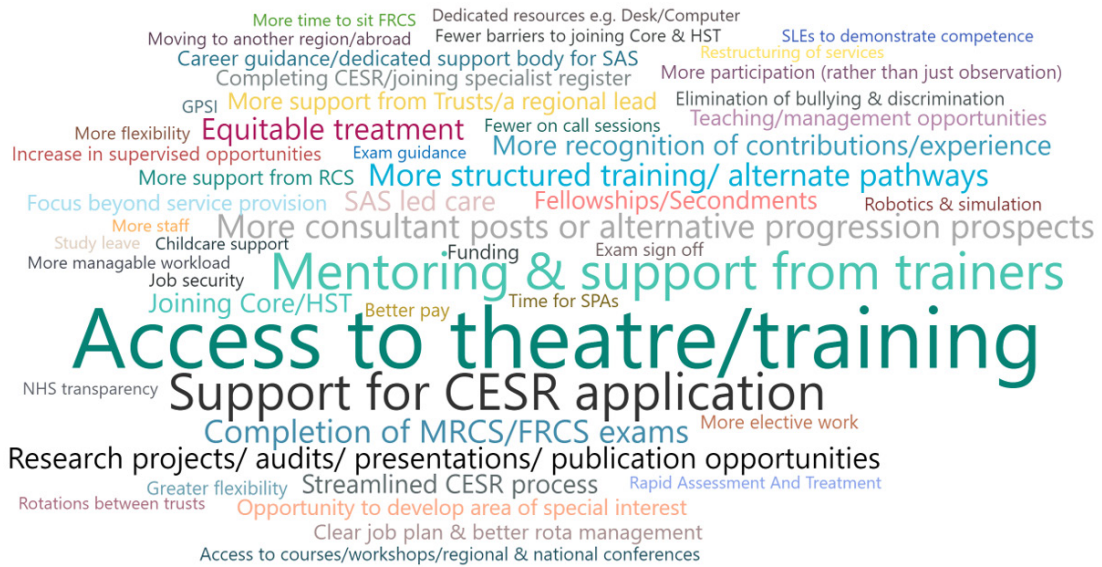 Dedicated resources e.g. Desk/Computer
More time to sit FRCS
Moving to another region/abroad
Fewer barriers to joining Core & HST
SLEs to demonstrate competence
Career guidance/dedicated support body for SAS
Restructuring of services
Completing CESR/joining specialist register
More participation (rather than just observation)
GPSI
More support from Trusts/a regional lead
Elimination of bullying & discrimination
More flexibility
Equitable treatment
Fewer on call sessions
Teaching/management opportunities
Increase in supervised opportunities
Exam guidance
More recognition of contributions/experience
More support from RCS
More structured training/ alternate pathways
Focus beyond service provision
SAS led care
Fellowships/Secondments
Robotics & simulation
More staff
More consultant posts or alternative progression prospects
Study leave
Childcare support
Funding
Exam sign off
More managable workload
Job security
Mentoring & support from trainers
Joining Core/HST
Better pay
Time for SPAs
Access to theatre/training
NHS transparency
Support for CESR application
Completion of MRCS/FRCS exams
More elective work
Research projects/ audits/ presentations/ publication opportunities
Greater flexibility
Streamlined CESR process
Rapid Assessment And Treatment
Rotations between trusts
Opportunity to develop area of special interest
Clear job plan & better rota management
Access to courses/workshops/regional & national conferences